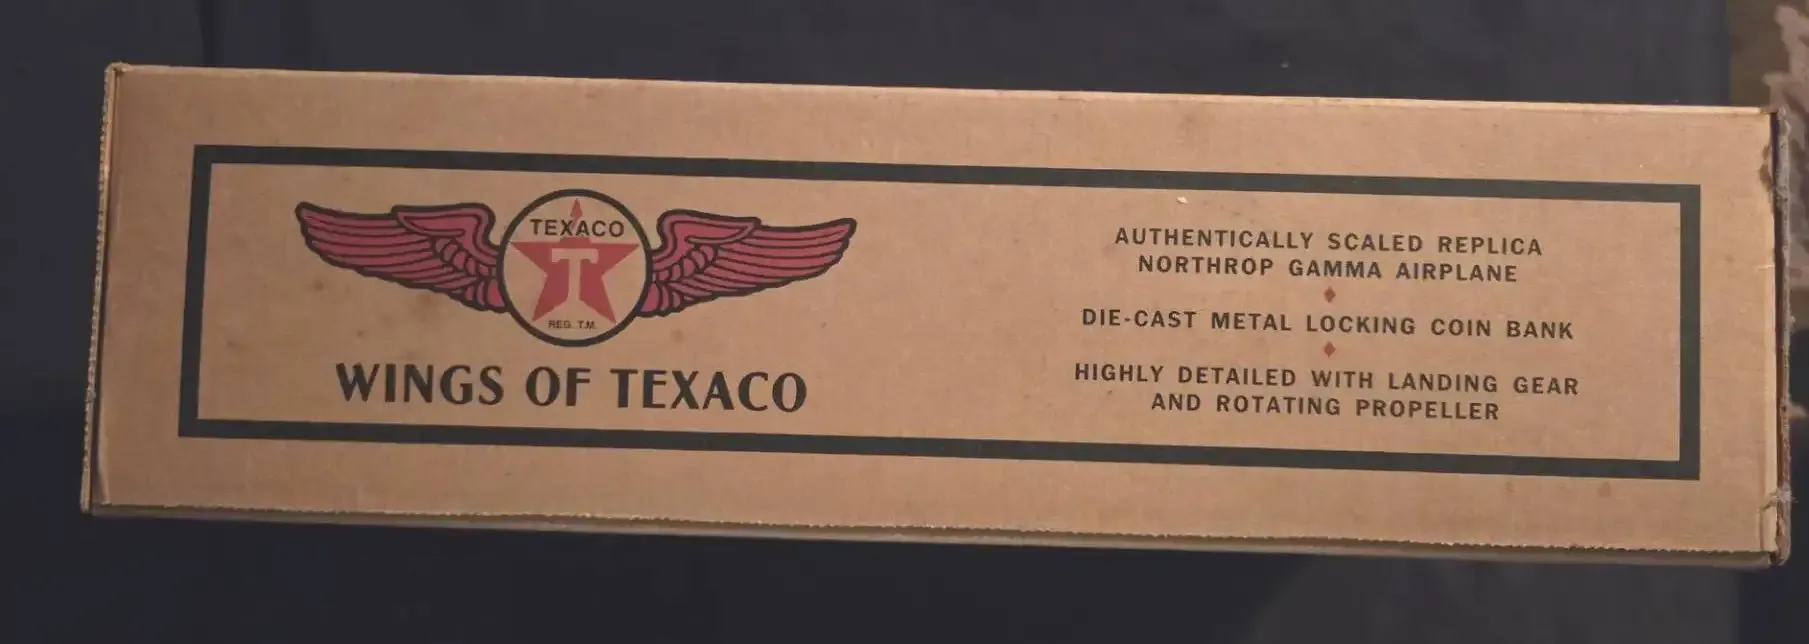 TEXACO
T
REG. T.M.
WINGS OF TEXACO
AUTHENTICALLY SCALED REPLICA
NORTHROP GAMMA AIRPLANE
DIE-CAST METAL LOCKING COIN BANK
HIGHLY DETAILED WITH LANDING GEAR
AND ROTATING PROPELLER